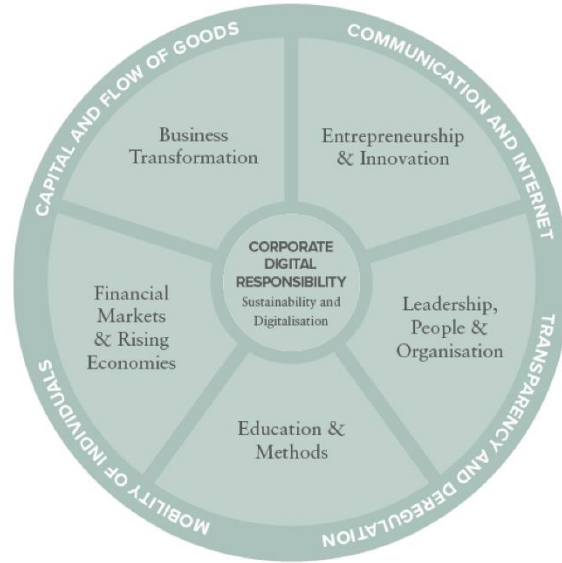 CAPITAL AND FLOW OF GOODS
COMMUNICATION AND INTERNET
Business
Transformation
Entrepreneurship
& Innovation
CORPORATE
DIGITAL
RESPONSIBILITY
Sustainability and
Digitalisation
Financial
Markets
& Rising
Economies
Leadership,
People &
Organisation
Education &
Methods
MOBILITY OF INDIVIDUALS
TRANSPARENCY AND DEREGULATION